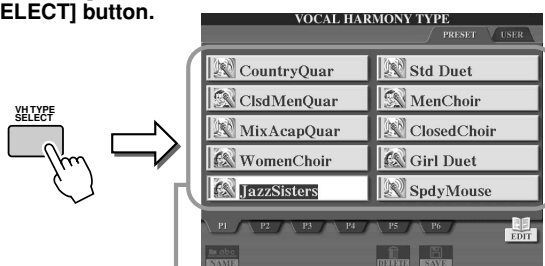 ELECT] button.
VOCAL HARMONY TYPE
PRESET USER
CountryQuar Std Duet
ClsdMenQuar MenChoir
VH TYPE
SELECT
MixAcapQuar ClosedChoir
WomenChoir Girl Duet
JazzSisters SpdyMouse
P1 P2 P3 P4 P5 P6
EDIT
abc
NAME DELETE SAVE